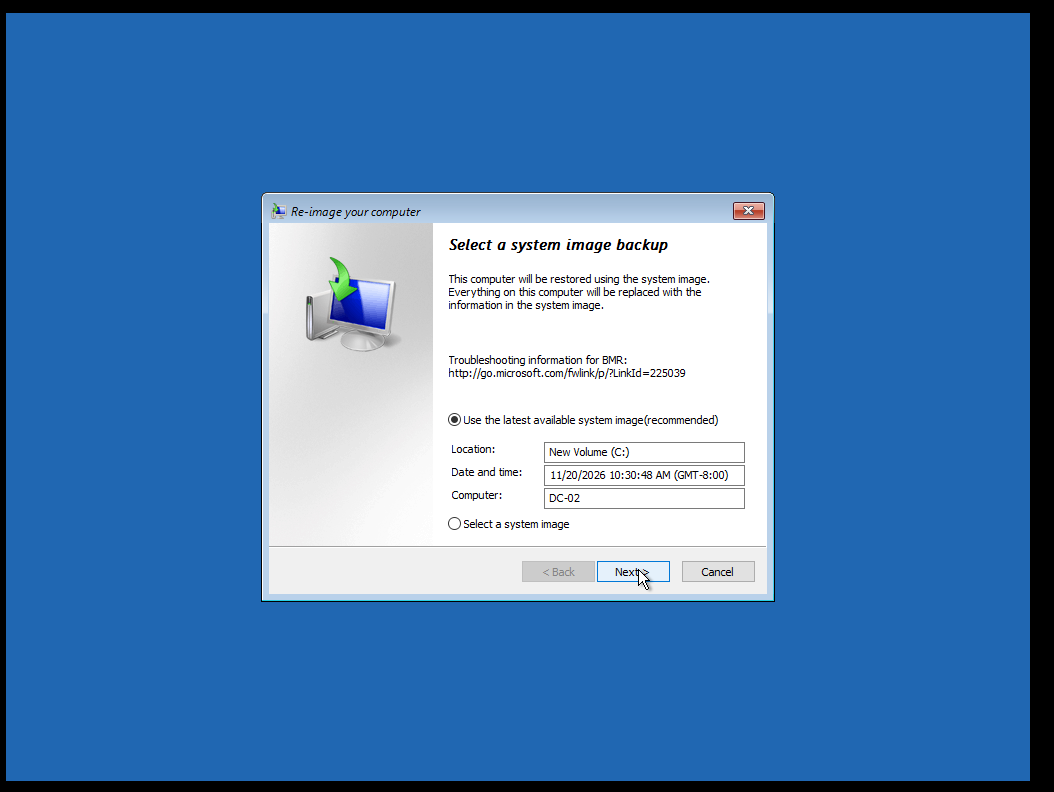 Re-image your computer
Select a system image backup
This computer will be restored using the system image.
Everything on this computer will be replaced with the
information in the system image.
Troubleshooting information for BMR:
http://go.microsoft.com/fwlink/p/?LinkId=225039
Use the latest available system image(recommended)
Location: New Volume (C:)
Date and time: 11/20/2026 10:30:48 AM (GMT-8:00)
Computer: DC-02
Select a system image
< Back Next > Cancel